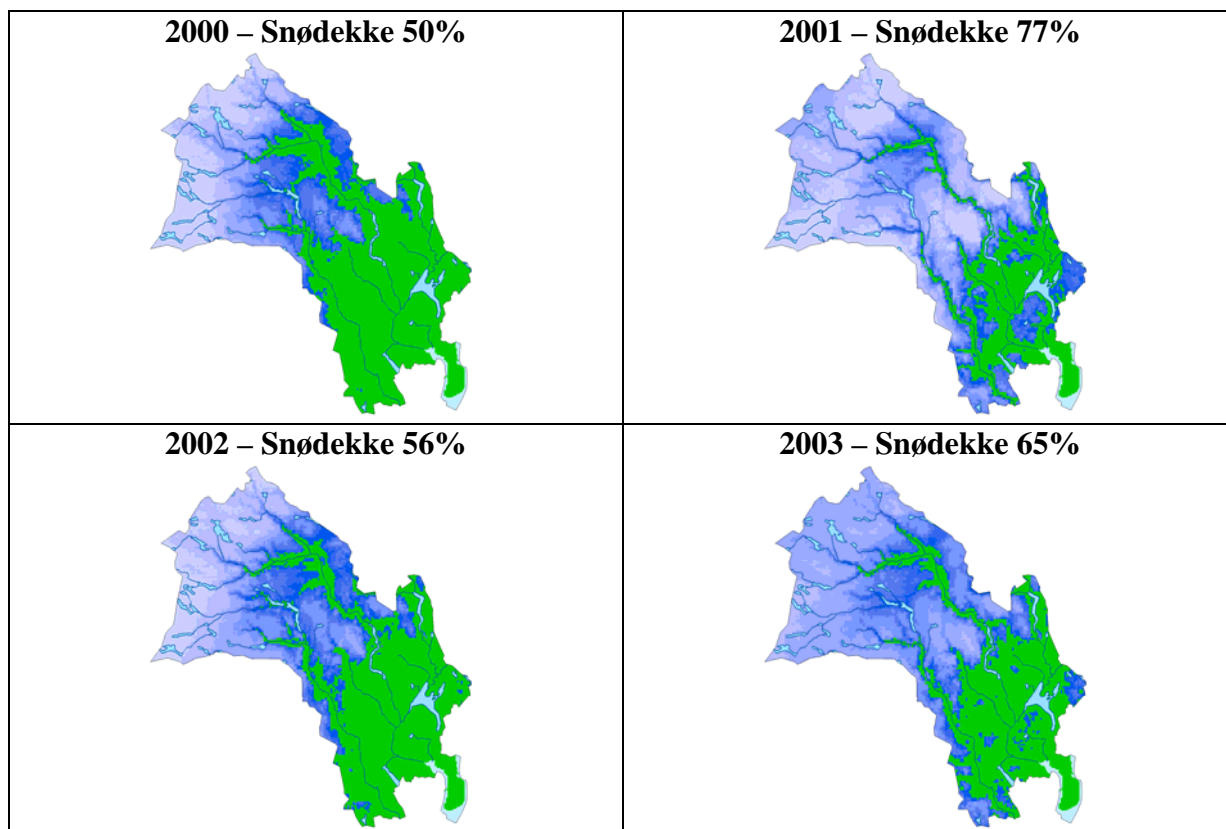 2000 – Snødekke 50%
2001 – Snødekke 77%
2002 – Snødekke 56%
2003 – Snødekke 65%